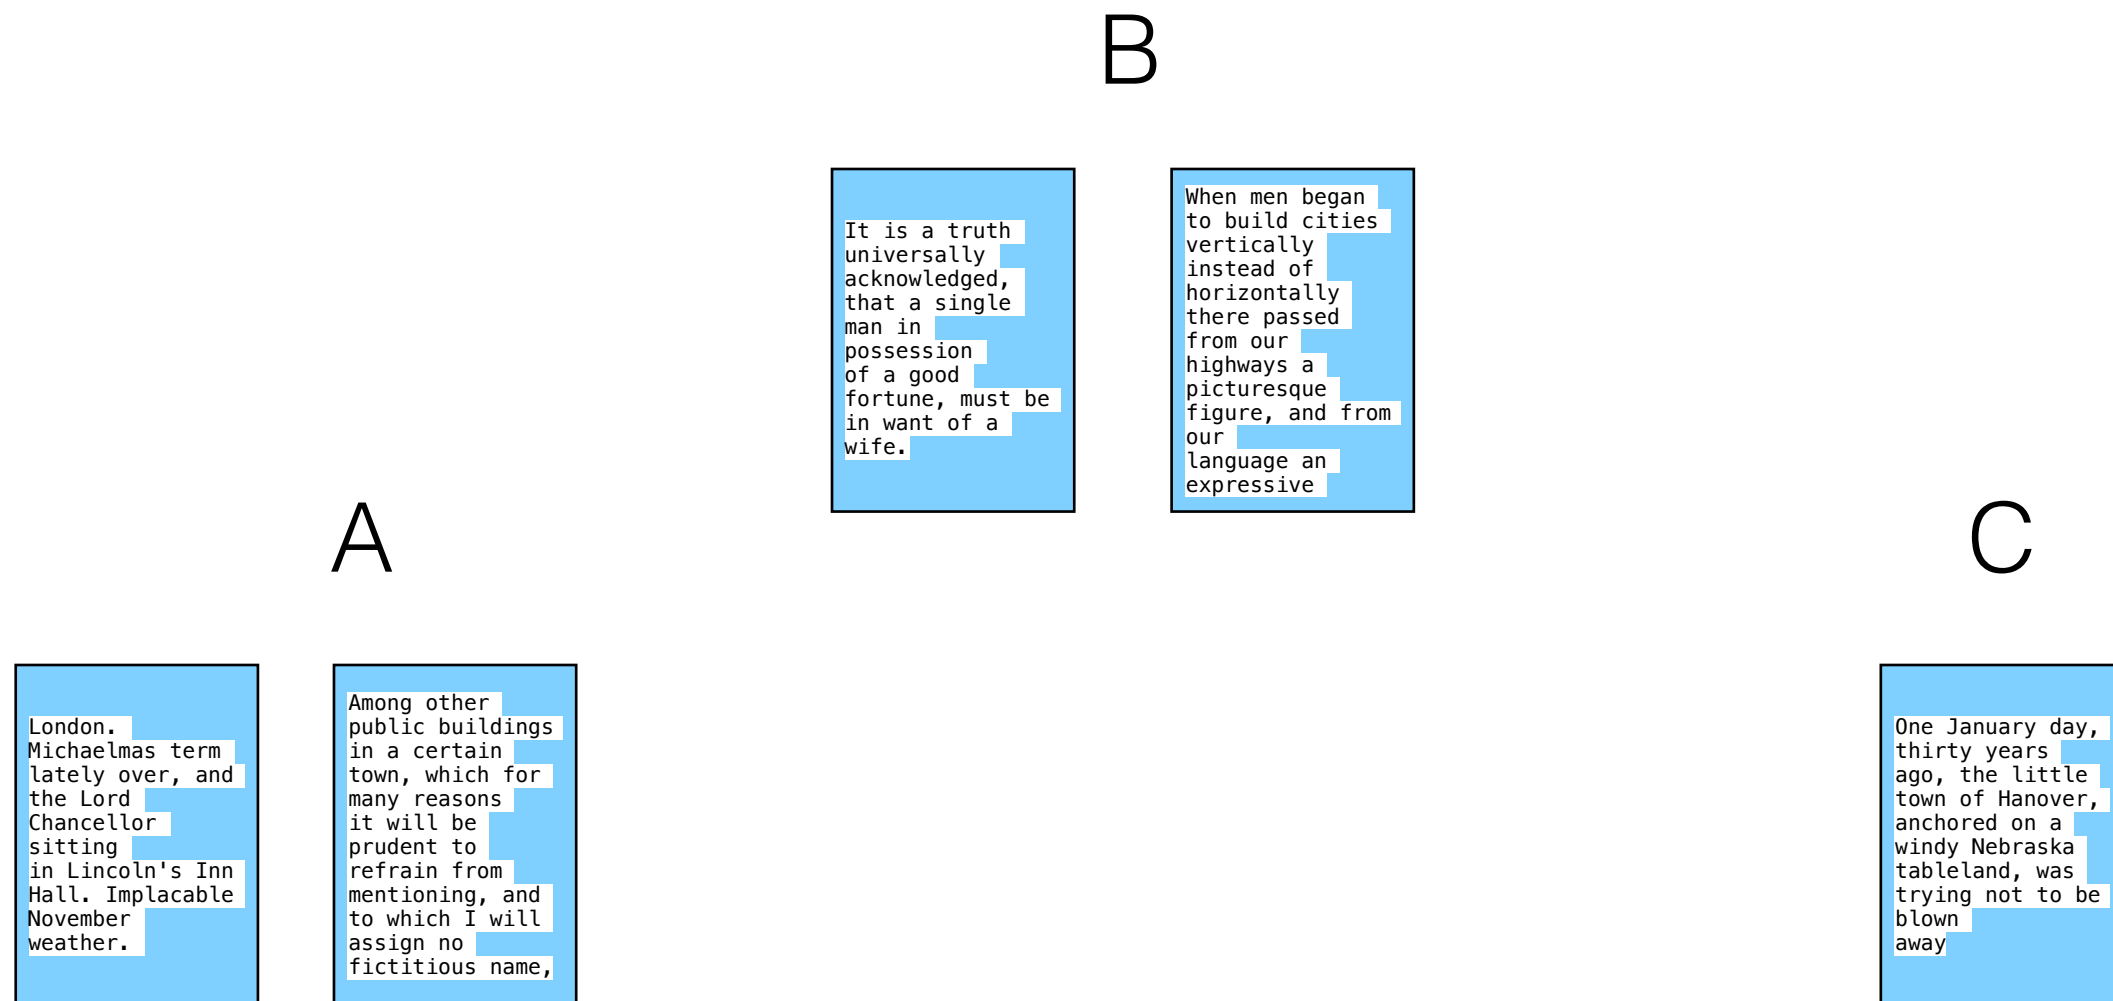 B
It is a truth
universally
acknowledged,
that a single
man in
possession
of a good
fortune, must be
in want of a
wife.
When men began
to build cities
vertically
instead of
horizontally
there passed
from our
highways a
picturesque
figure, and from
our
language an
expressive
A
London.
Michaelmas term
lately over, and
the Lord
Chancellor
sitting
in Lincoln's Inn
Hall. Implacable
November
weather.
Among other
public buildings
in a certain
town, which for
many reasons
it will be
prudent to
refrain from
mentioning, and
to which I will
assign no
fictitious name,
C
One January day,
thirty years
ago, the little
town of Hanover,
anchored on a
windy Nebraska
tableland, was
trying not to be
blown
away